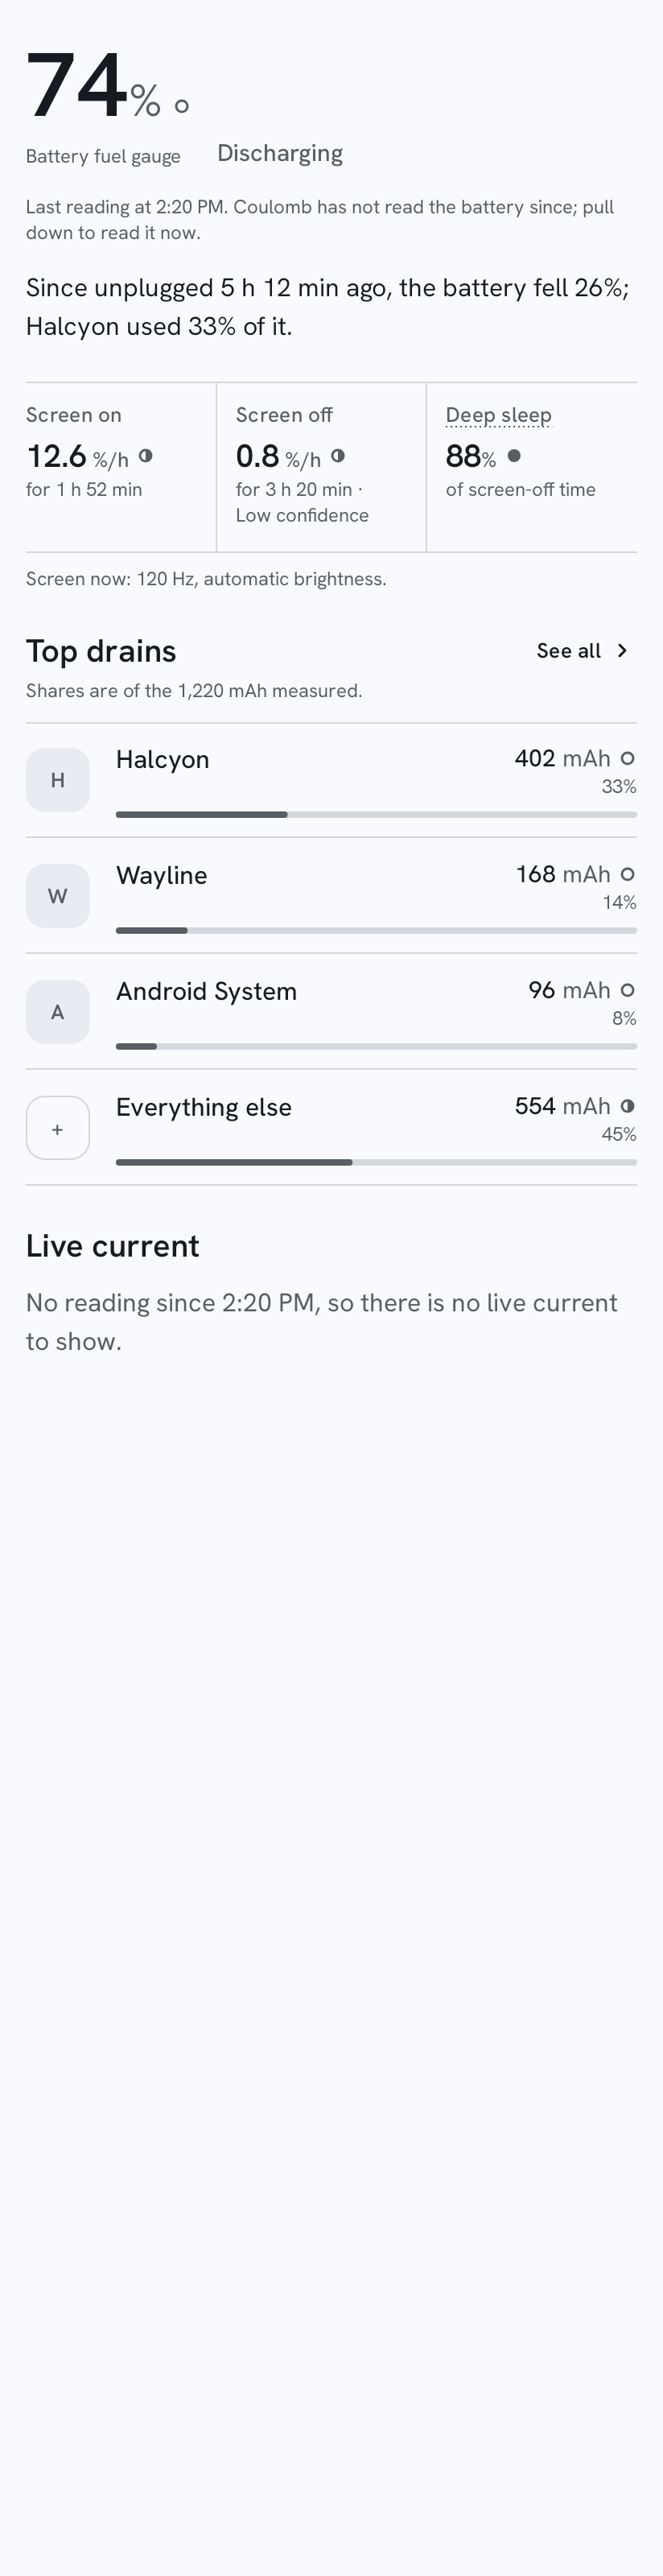 74%
Battery fuel gauge
Discharging
Last reading at 2:20 PM. Coulomb has not read the battery since; pull
down to read it now.
Since unplugged 5 h 12 min ago, the battery fell 26%;
Halcyon used 33% of it.
Screen on
12.6 %/h
for 1 h 52 min
Screen off
0.8 %/h
for 3 h 20 min ·
Low confidence
Deep sleep
88%
of screen-off time
Screen now: 120 Hz, automatic brightness.
Top drains
See all
Shares are of the 1,220 mAh measured.
H
Halcyon
402 mAh
33%
W
Wayline
168 mAh
14%
A
Android System
96 mAh
8%
+
Everything else
554 mAh
45%
Live current
No reading since 2:20 PM, so there is no live current
to show.